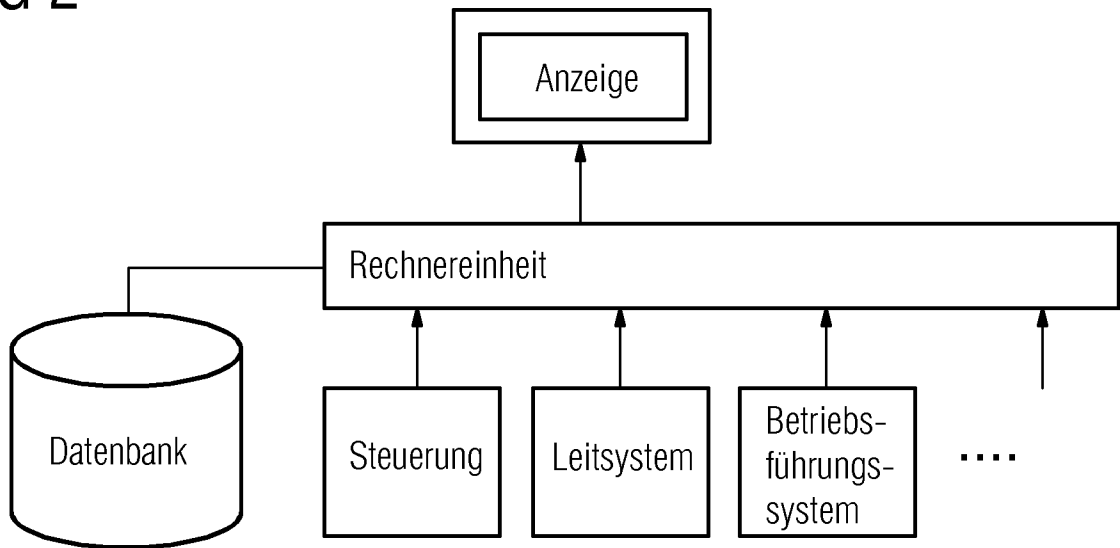 Anzeige
Rechnereinheit
Datenbank
Steuerung
Leitsystem
Betriebs-
führungs-
system
....